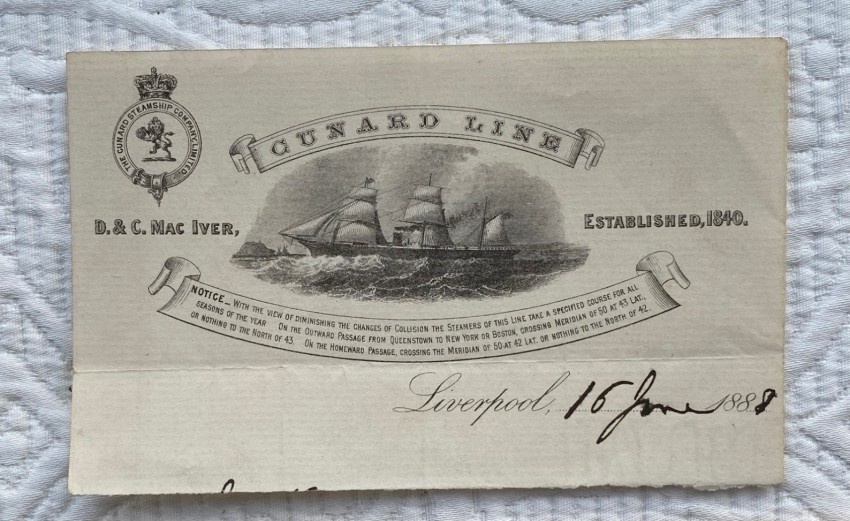 THE CUNARD STEAMSHIP COMPANY LIMITED.
CUNARD LINE
D. & C. MAC IVER,
ESTABLISHED, 1840.
NOTICE – WITH THE VIEW OF DIMINISHING THE CHANGES OF COLLISION THE STEAMERS OF THIS LINE TAKE A SPECIFIED COURSE FOR ALL
SEASONS OF THE YEAR ON THE OUTWARD PASSAGE FROM QUEENSTOWN TO NEW YORK OR BOSTON, CROSSING MERIDIAN OF 50 AT 43 LAT.,
OR NOTHING TO THE NORTH OF 43. ON THE HOMEWARD PASSAGE, CROSSING THE MERIDIAN OF 50 AT 42 LAT. OR NOTHING TO THE NORTH OF 42.
Liverpool, 16 June 1888